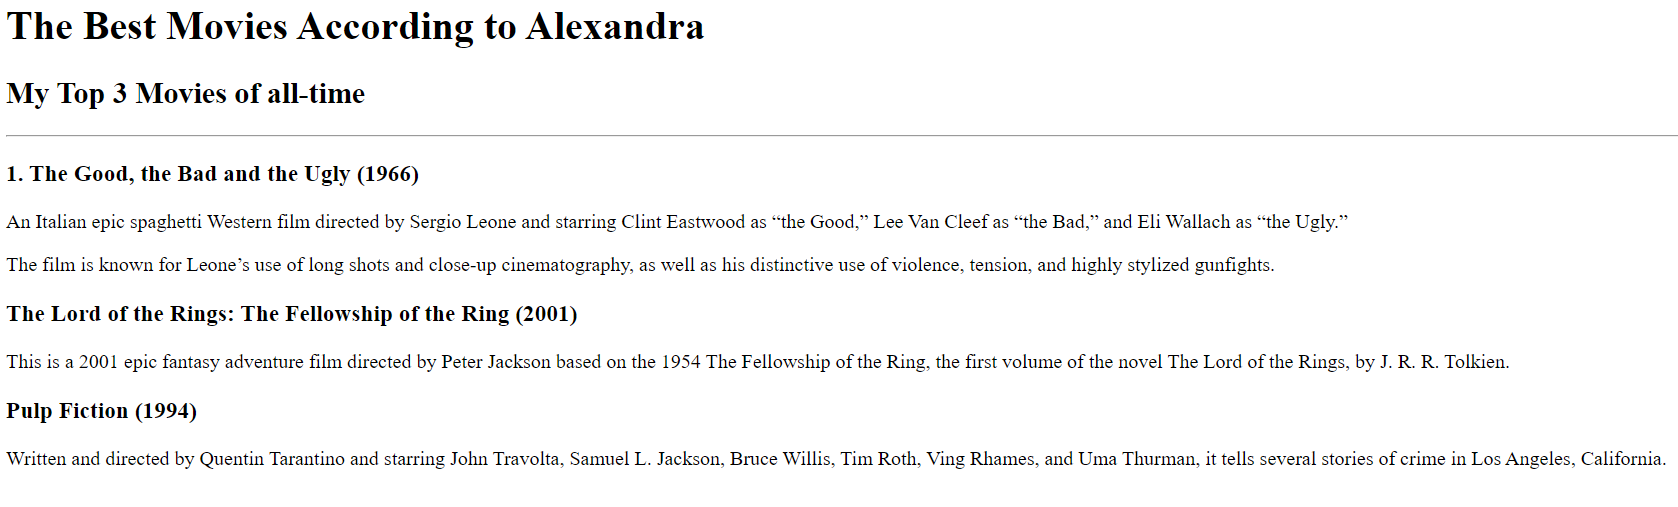 The Best Movies According to Alexandra
My Top 3 Movies of all-time
1. The Good, the Bad and the Ugly (1966)
An Italian epic spaghetti Western film directed by Sergio Leone and starring Clint Eastwood as “the Good,” Lee Van Cleef as “the Bad,” and Eli Wallach as “the Ugly.”
The film is known for Leone’s use of long shots and close-up cinematography, as well as his distinctive use of violence, tension, and highly stylized gunfights.
The Lord of the Rings: The Fellowship of the Ring (2001)
This is a 2001 epic fantasy adventure film directed by Peter Jackson based on the 1954 The Fellowship of the Ring, the first volume of the novel The Lord of the Rings, by J. R. R. Tolkien.
Pulp Fiction (1994)
Written and directed by Quentin Tarantino and starring John Travolta, Samuel L. Jackson, Bruce Willis, Tim Roth, Ving Rhames, and Uma Thurman, it tells several stories of crime in Los Angeles, California.